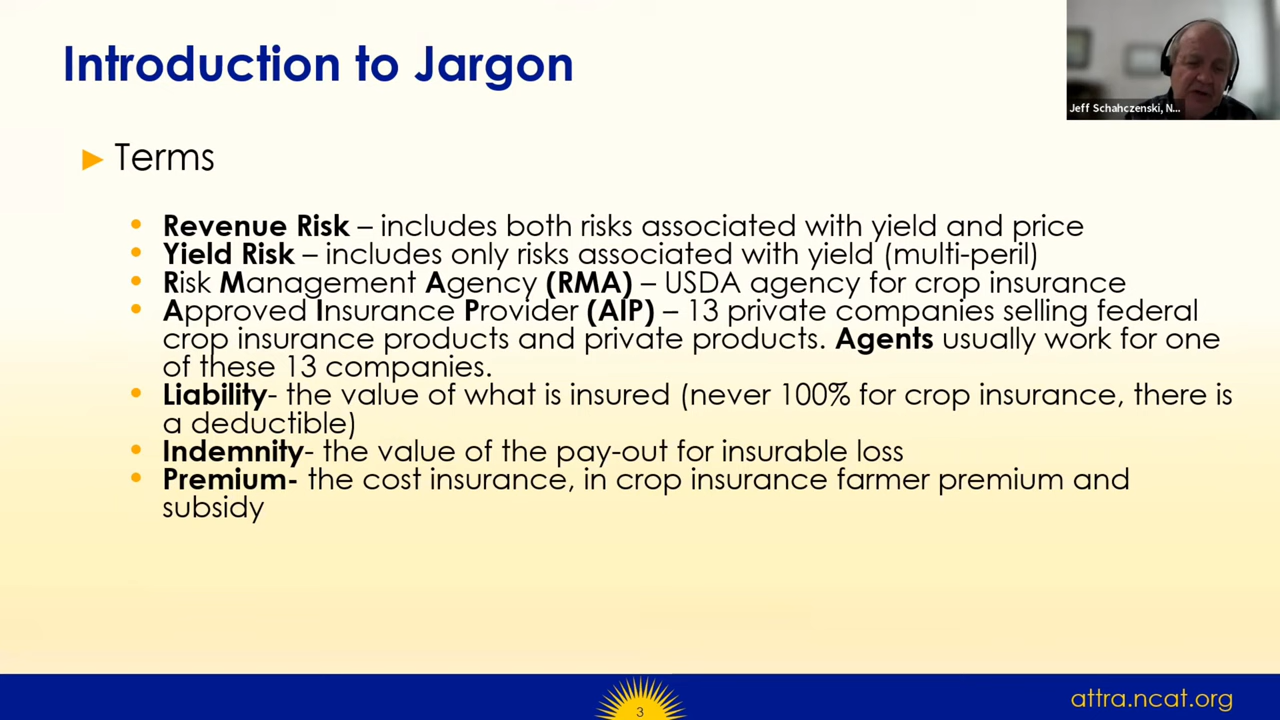 Introduction to Jargon
Jeff Schahczenski, N...
Terms
Revenue Risk – includes both risks associated with yield and price
Yield Risk – includes only risks associated with yield (multi-peril)
Risk Management Agency (RMA) – USDA agency for crop insurance
Approved Insurance Provider (AIP) – 13 private companies selling federal
crop insurance products and private products. Agents usually work for one
of these 13 companies.
Liability- the value of what is insured (never 100% for crop insurance, there is
a deductible)
Indemnity- the value of the pay-out for insurable loss
Premium- the cost insurance, in crop insurance farmer premium and
subsidy
3
attra.ncat.org